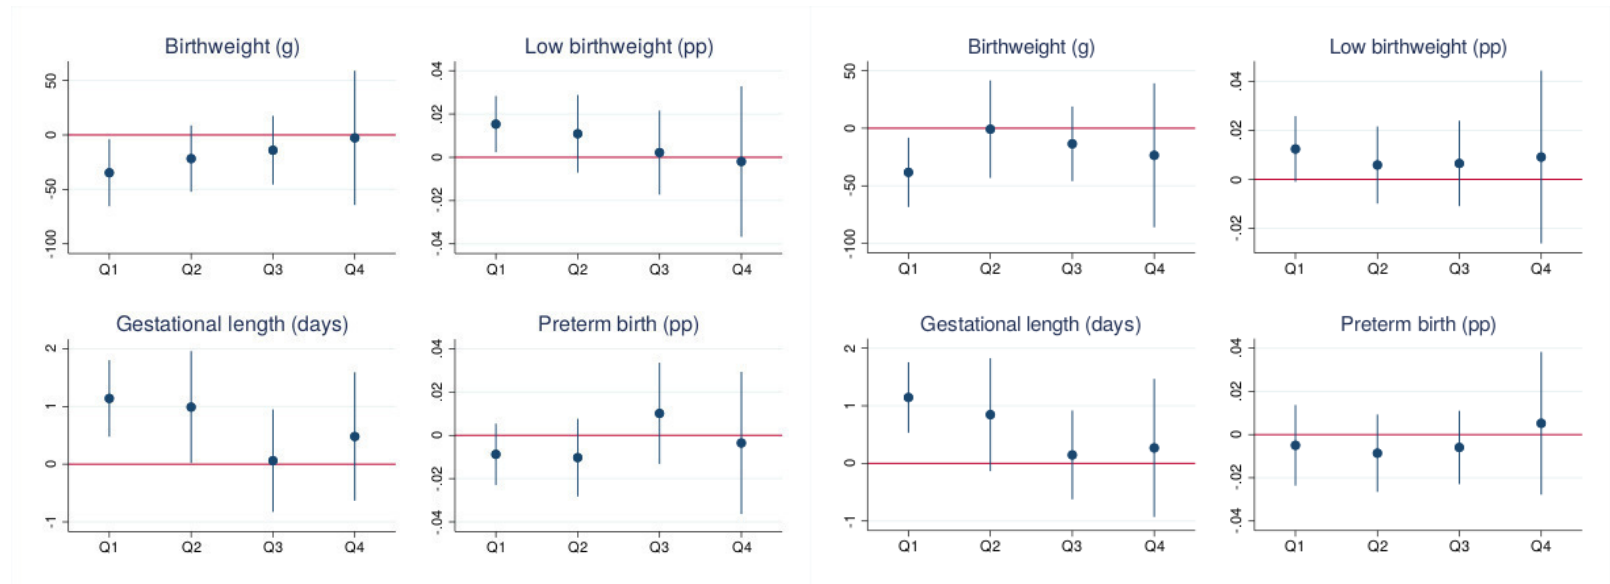 Birthweight (g)
50
0
-50
-100
Q1 Q2 Q3 Q4
Low birthweight (pp)
.04
.02
0
-.02
-.04
Q1 Q2 Q3 Q4
Birthweight (g)
50
0
-50
-100
Q1 Q2 Q3 Q4
Low birthweight (pp)
.04
.02
0
-.02
Q1 Q2 Q3 Q4
Gestational length (days)
2
1
0
-1
Q1 Q2 Q3 Q4
Preterm birth (pp)
.04
.02
0
-.02
-.04
Q1 Q2 Q3 Q4
Gestational length (days)
2
1
0
-1
Q1 Q2 Q3 Q4
Preterm birth (pp)
.04
.02
0
-.02
-.04
Q1 Q2 Q3 Q4